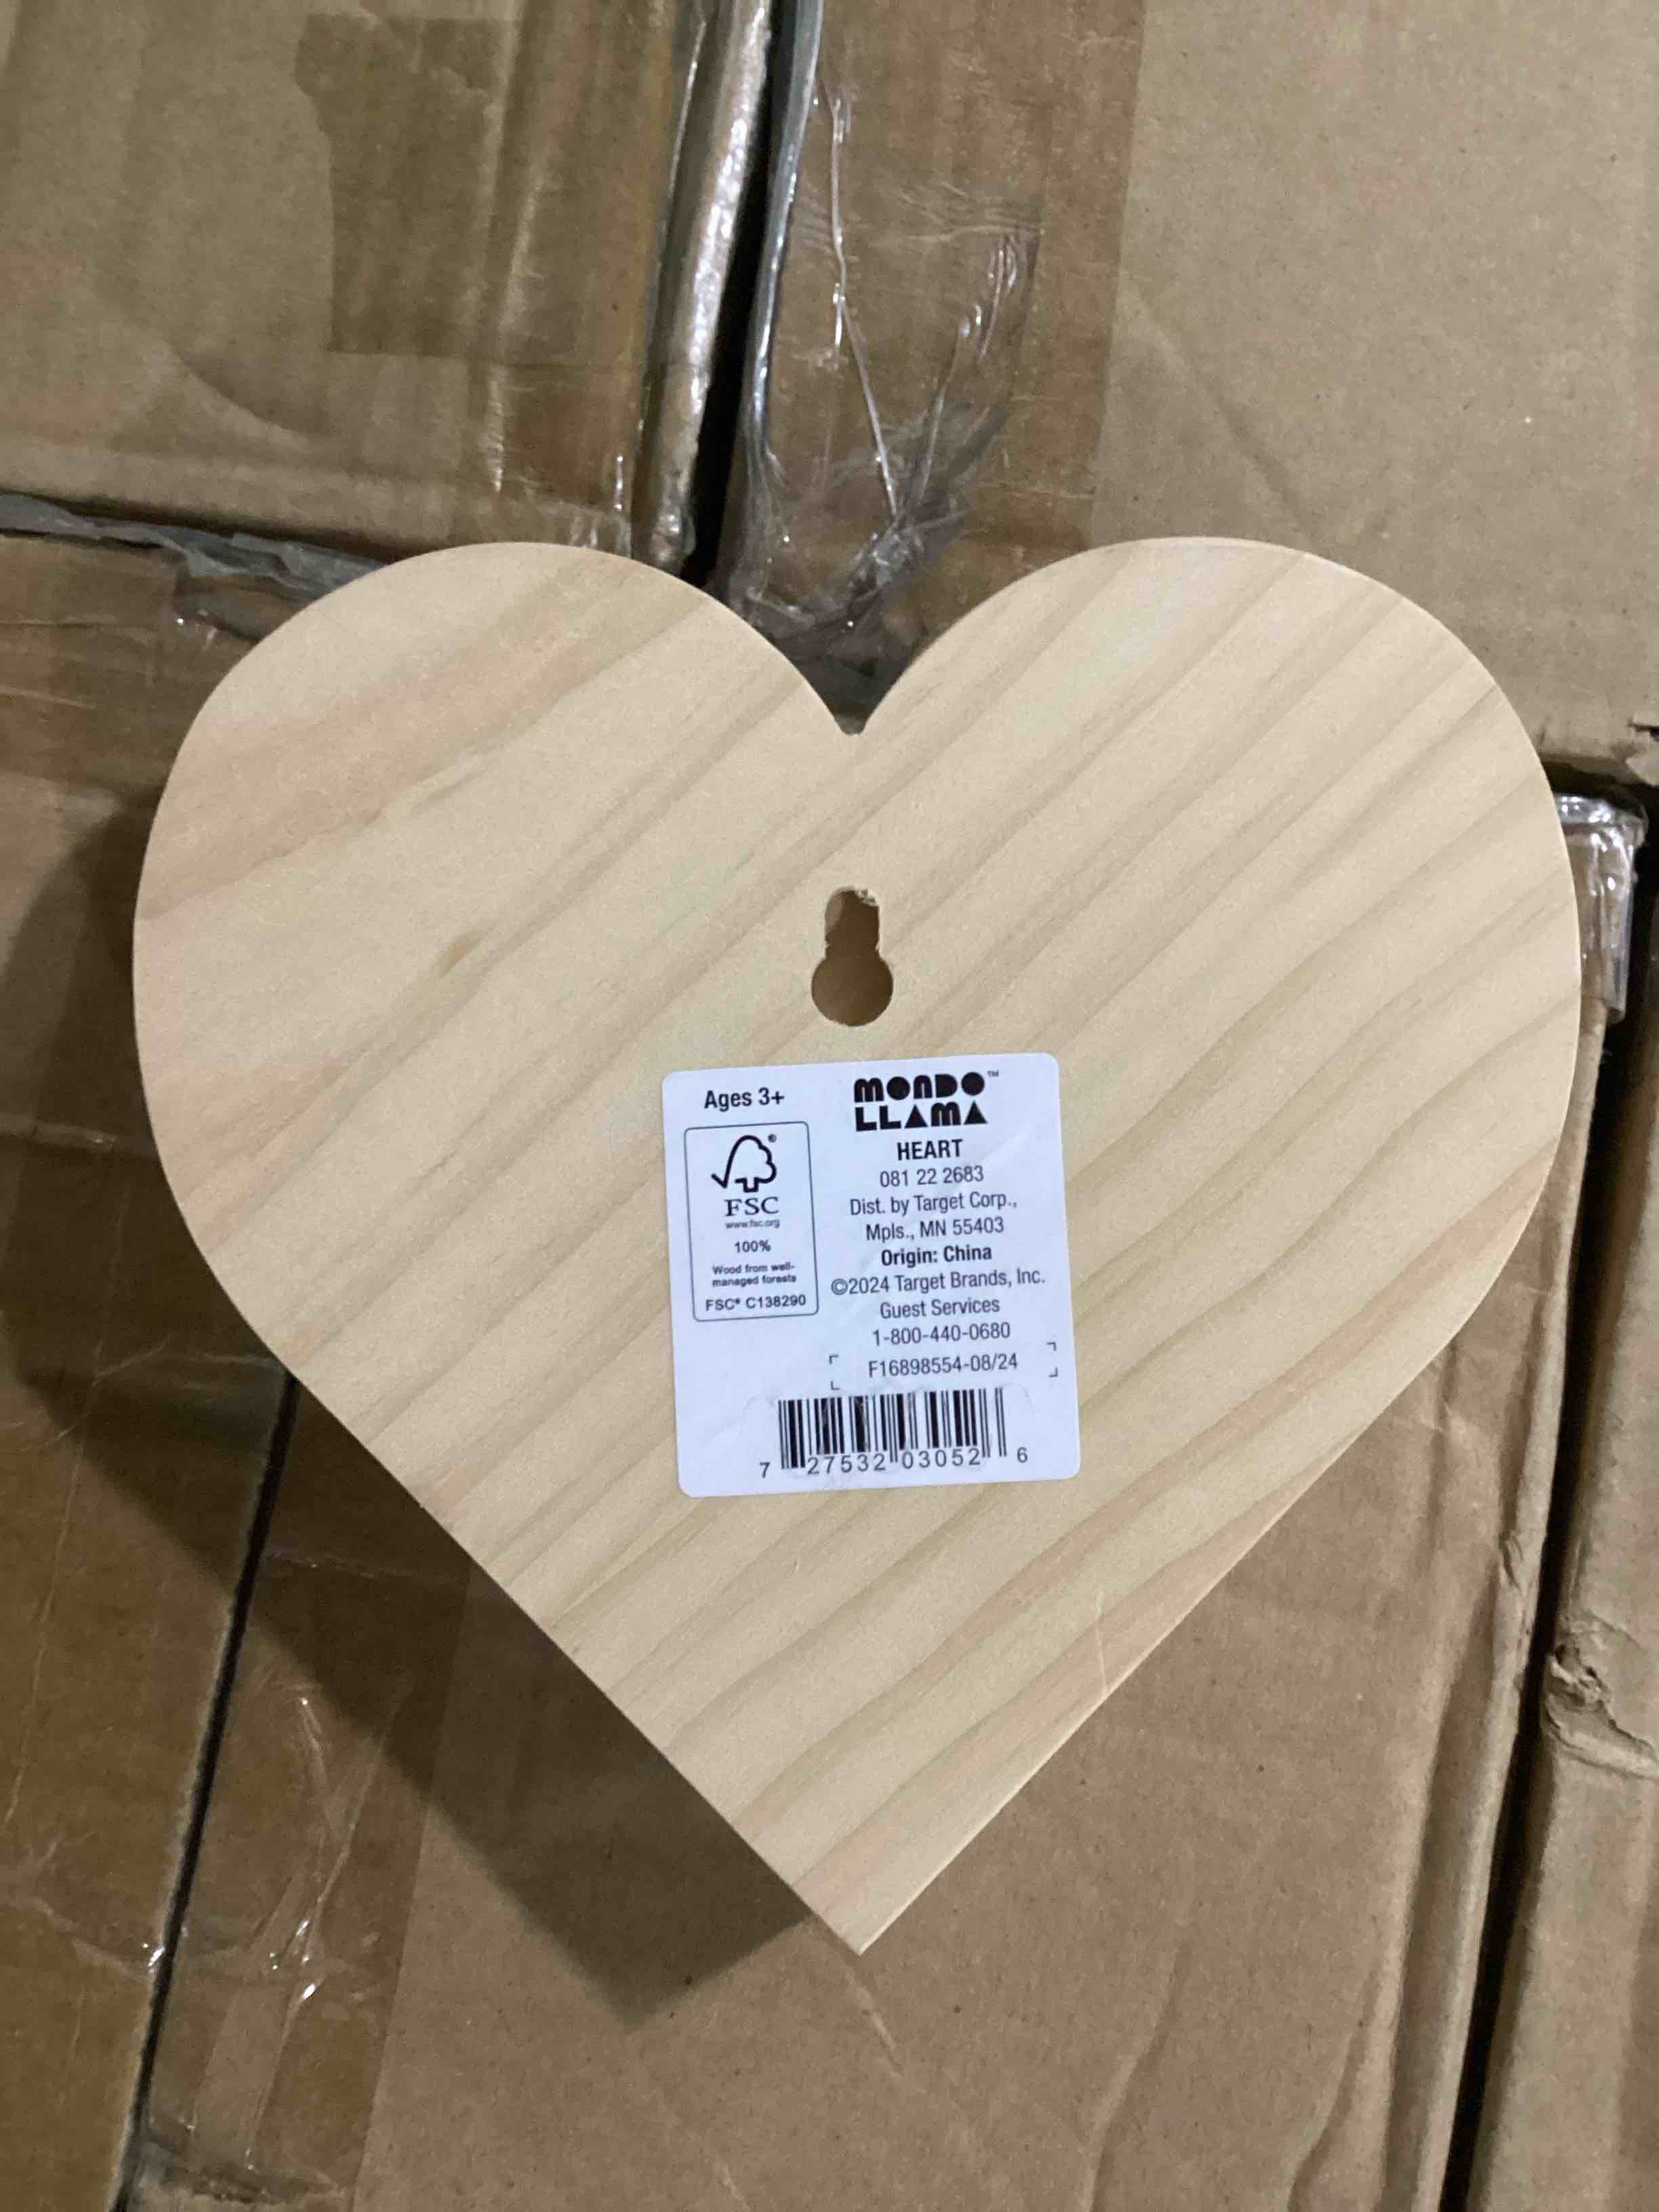 Ages 3+
FSC®
www.fsc.org
100%
Wood from well-
managed forests
FSC® C138290
MONDO™
LLAMA
HEART
081 22 2683
Dist. by Target Corp.,
Mpls., MN 55403
Origin: China
©2024 Target Brands, Inc.
Guest Services
1-800-440-0680
F16898554-08/24
7 27532 03052 6